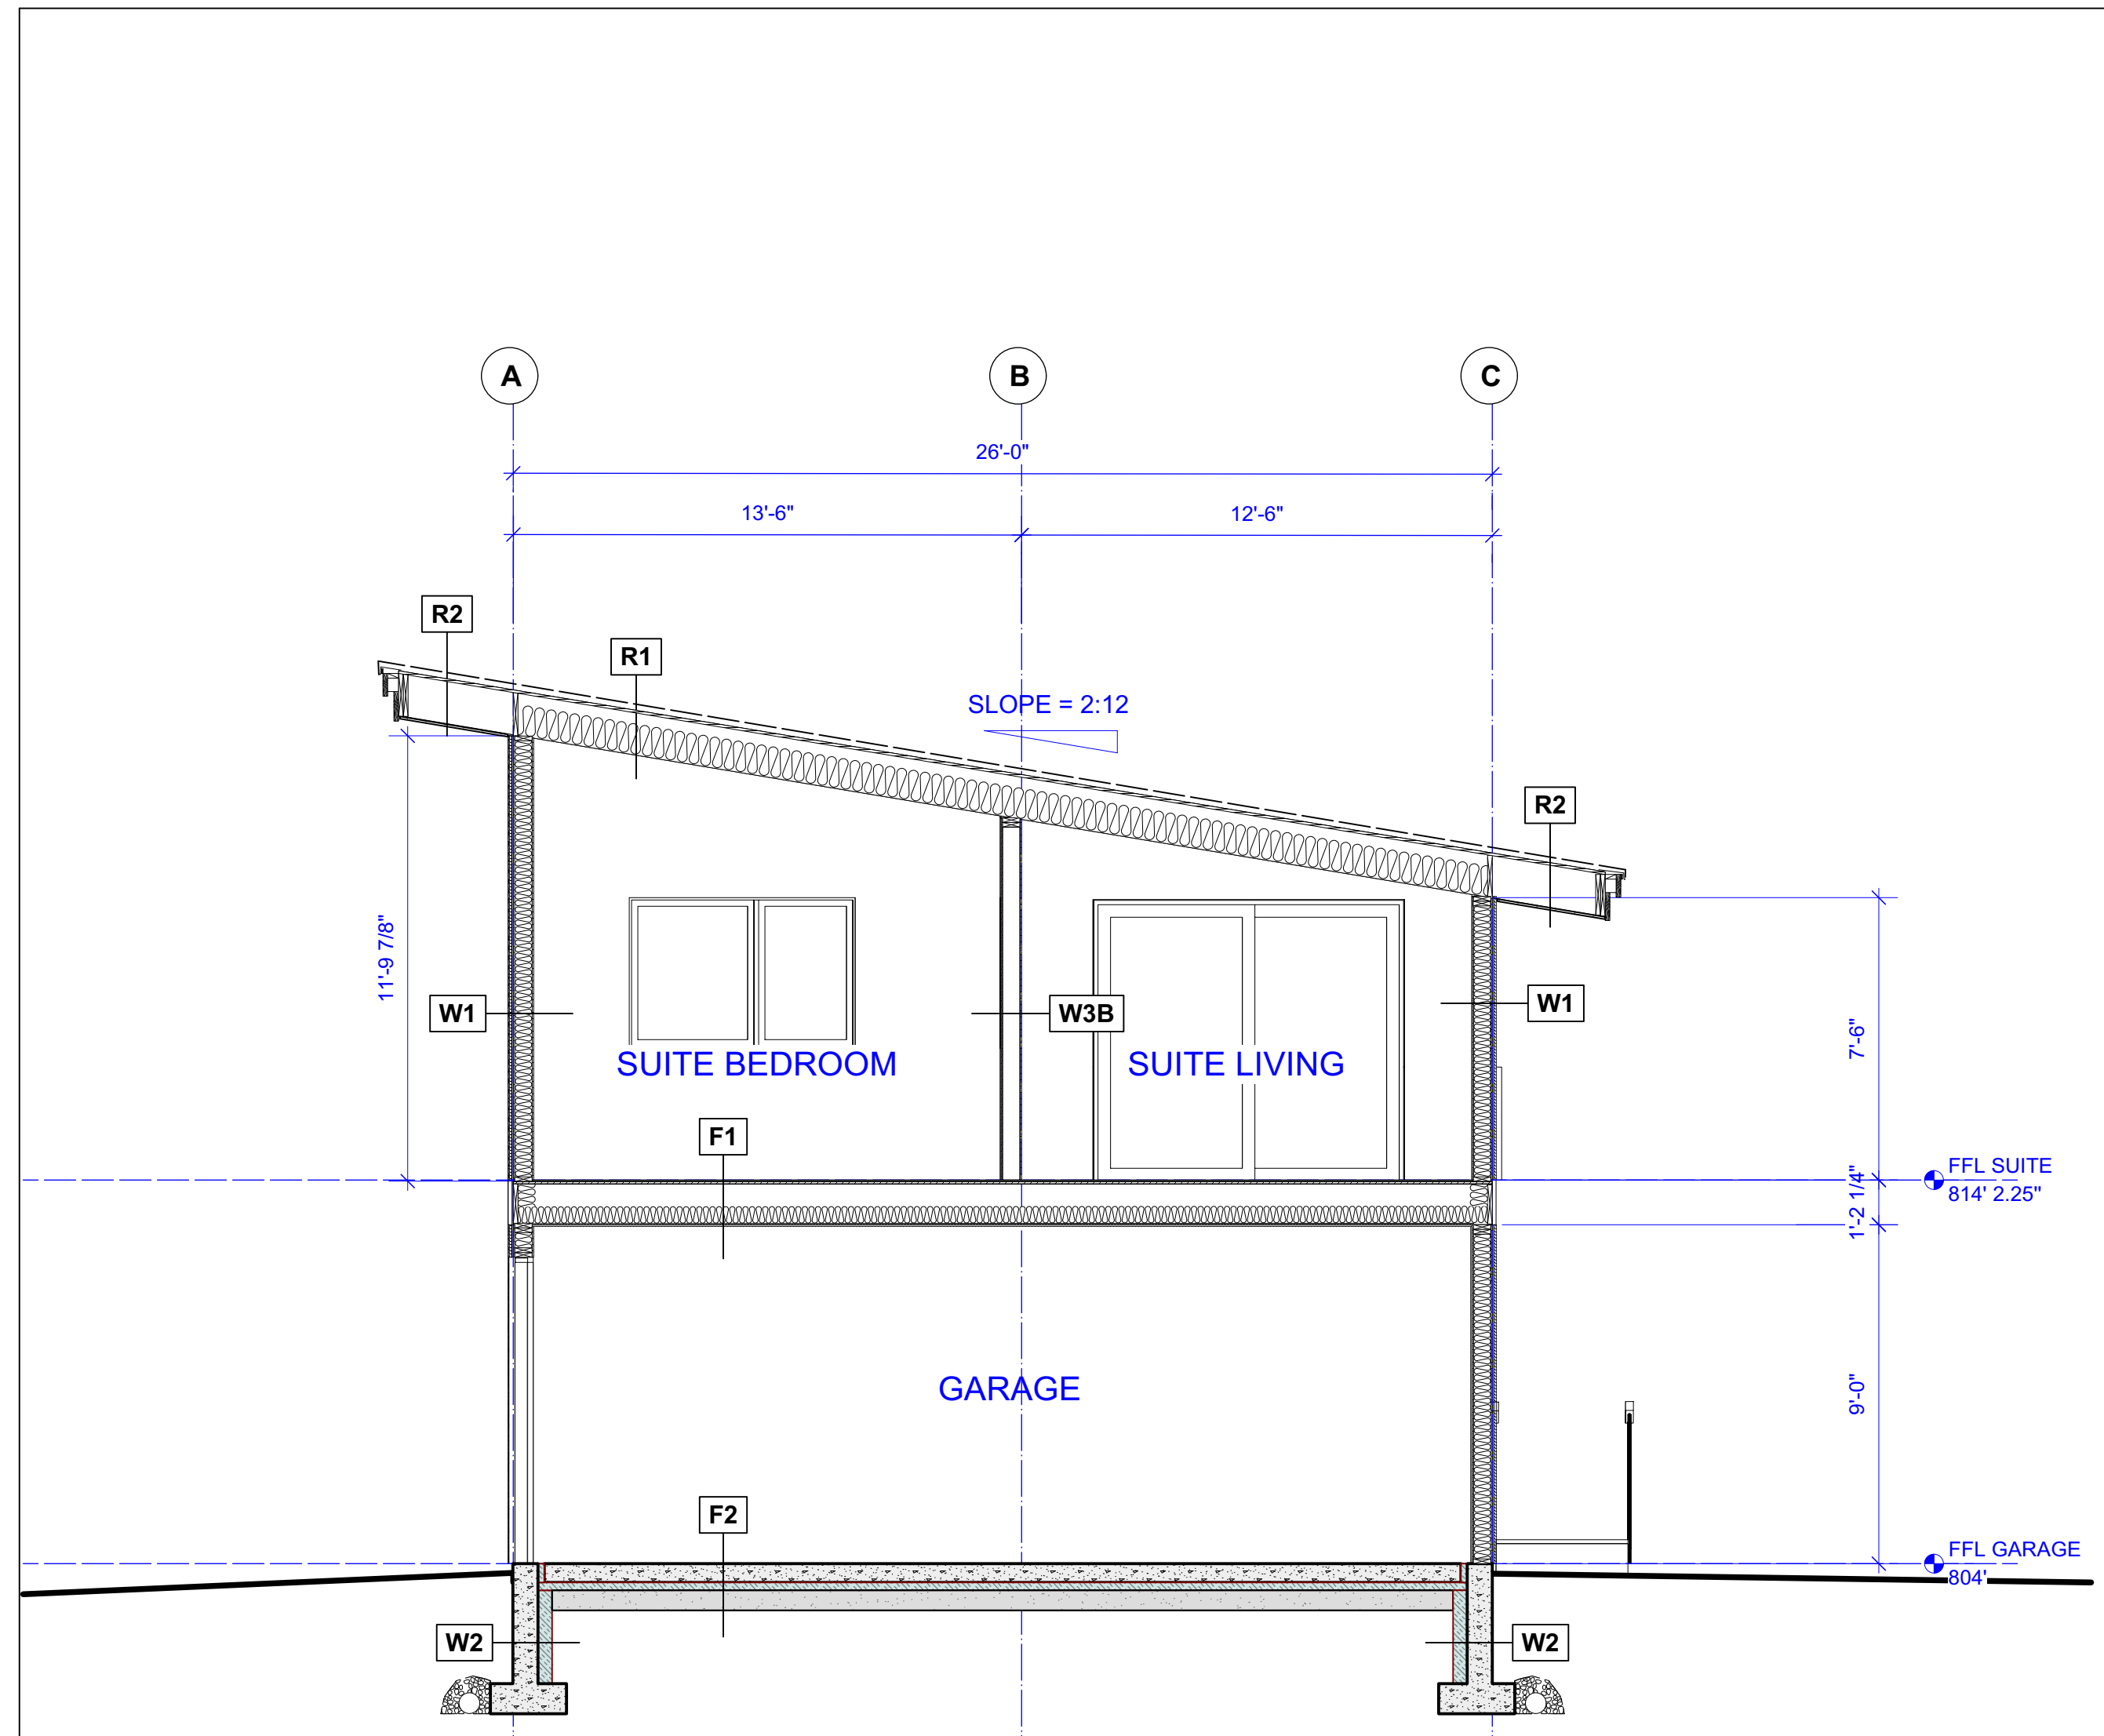 A
B
C
26'-0"
13'-6"
12'-6"
R2
R1
SLOPE = 2:12
R2
11'-9 7/8"
W1
W3B
W1
7'-6"
SUITE BEDROOM
SUITE LIVING
F1
1'-2 1/4"
FFL SUITE
814' 2.25"
GARAGE
9'-0"
F2
FFL GARAGE
804'
W2
W2